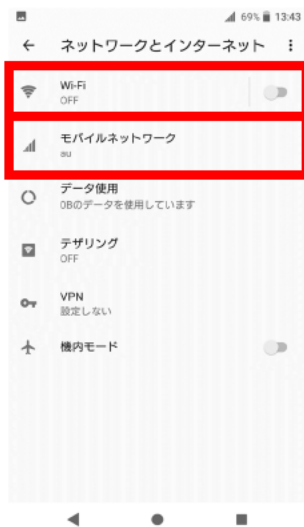 69% 13:43
ネットワークとインターネット
Wi-Fi
OFF
モバイルネットワーク
au
データ使用
0Bのデータを使用しています
テザリング
OFF
VPN
設定しない
機内モード